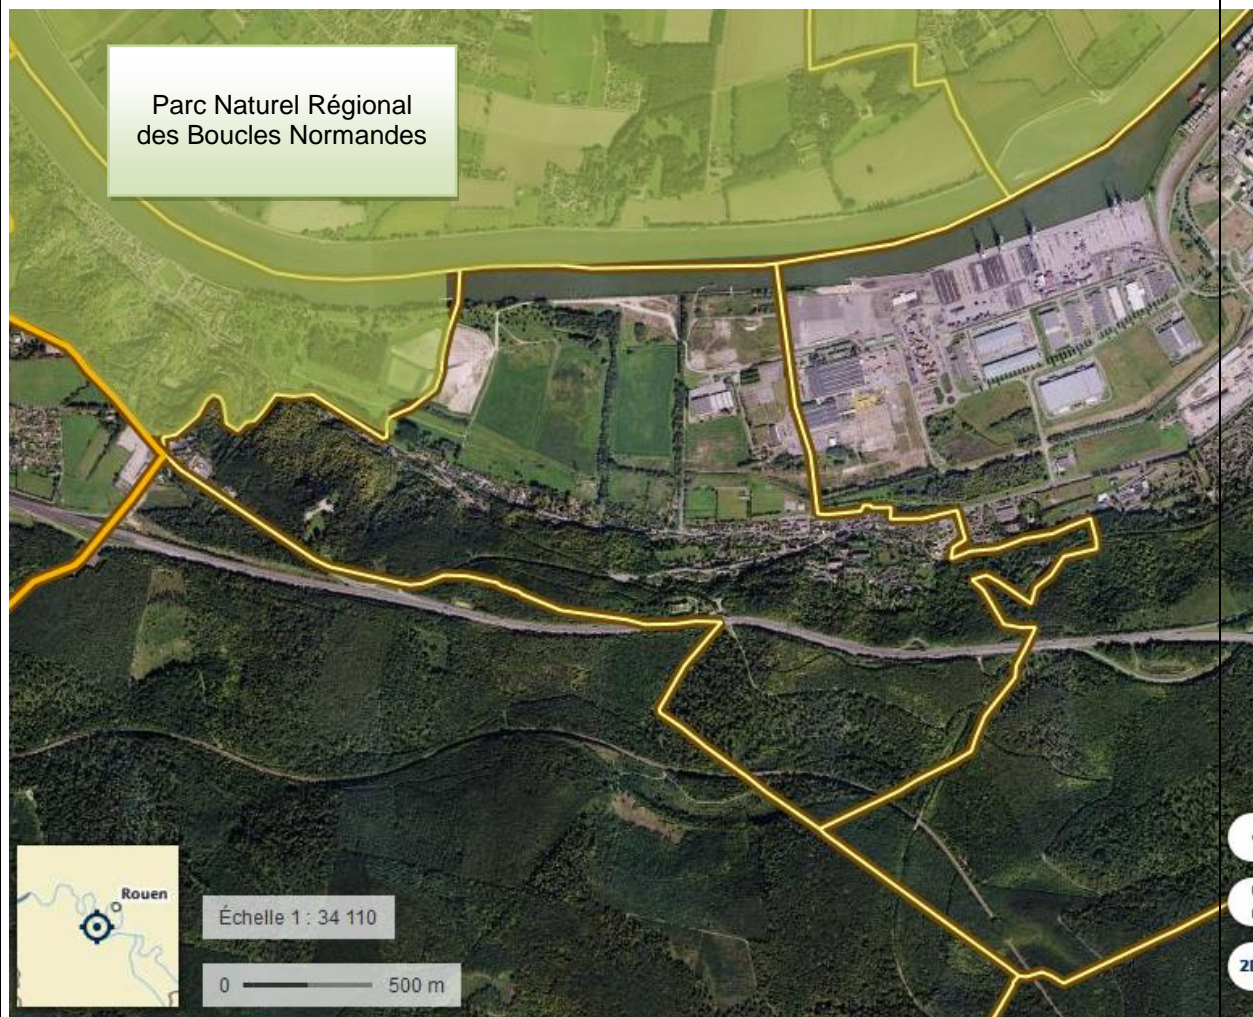 Parc Naturel Régional
des Boucles Normandes
Rouen
Échelle 1 : 34 110
0 500 m